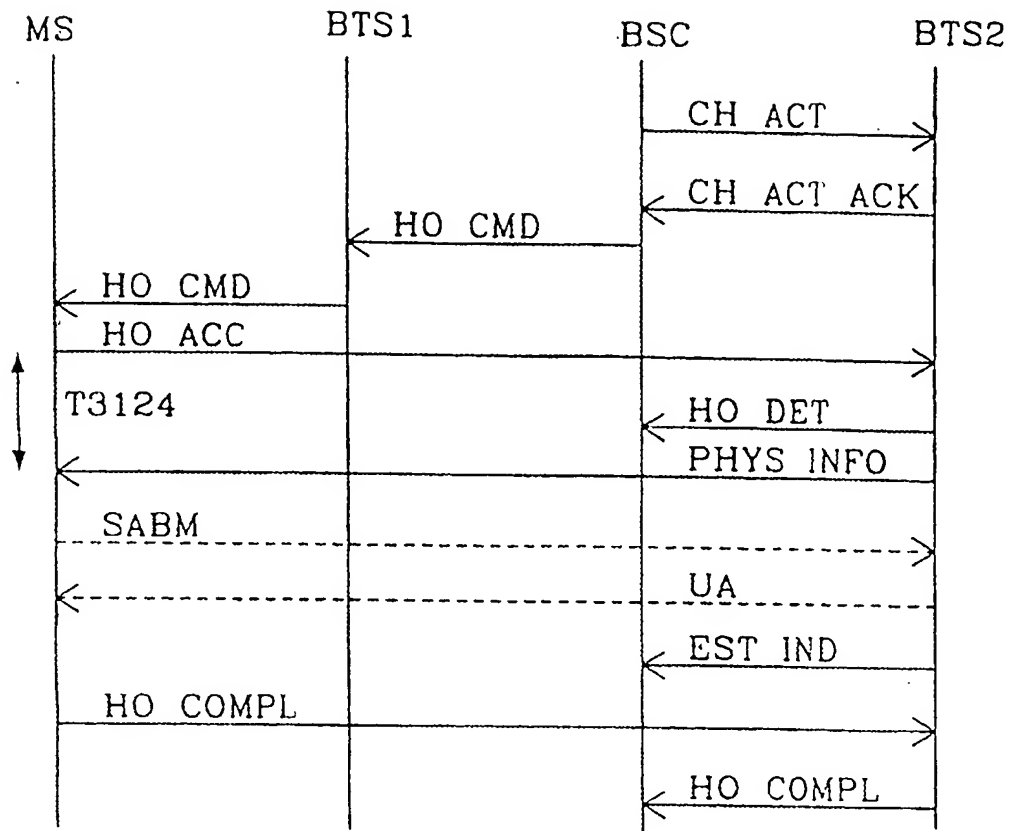 MS BTS1 BSC BTS2
CH ACT
CH ACT ACK
HO CMD
HO CMD
HO ACC
T3124
HO DET
PHYS INFO
SABM
UA
EST IND
HO COMPL
HO COMPL